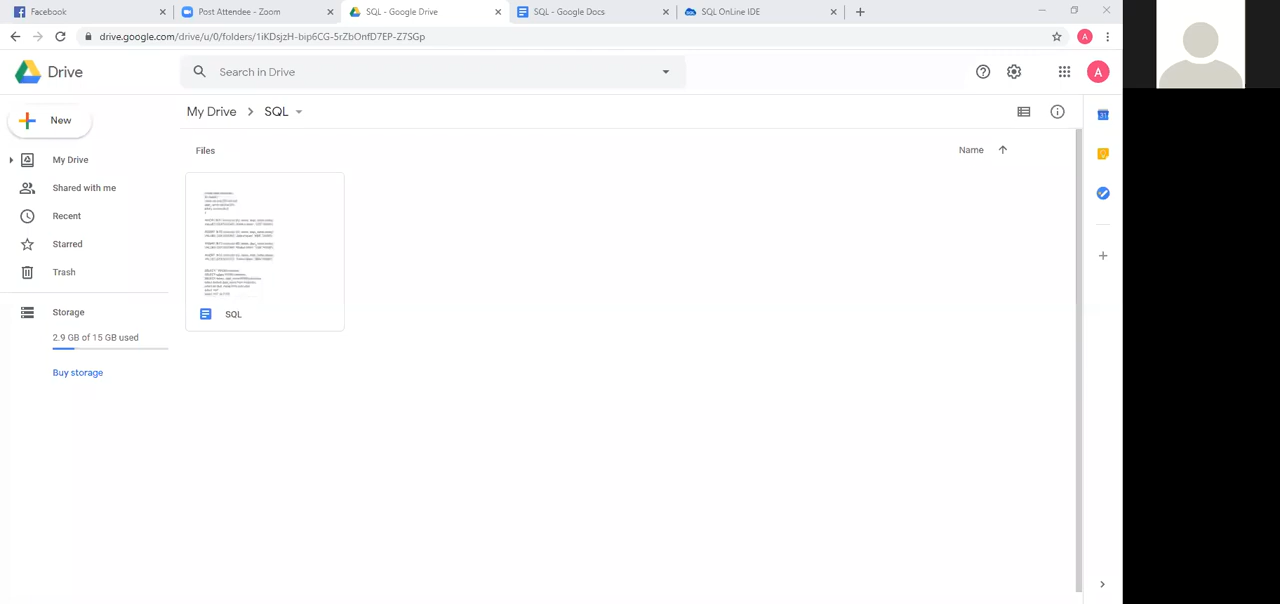 Facebook
Post Attendee - Zoom
SQL - Google Drive
SQL - Google Docs
SQL OnLine IDE
drive.google.com/drive/u/0/folders/1iKDsjzH-bip6CG-5rZbOnfD7EP-Z7SGp
A
Drive
Search in Drive
A
New
My Drive
SQL
31
Files
Name
My Drive
Shared with me
Recent
Starred
Trash
Storage
2.9 GB of 15 GB used
Buy storage
SQL